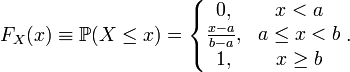 F_X(x) ≡ ℙ(X ≤ x) = { 0, x < a
(x−a)/(b−a), a ≤ x < b .
1, x ≥ b